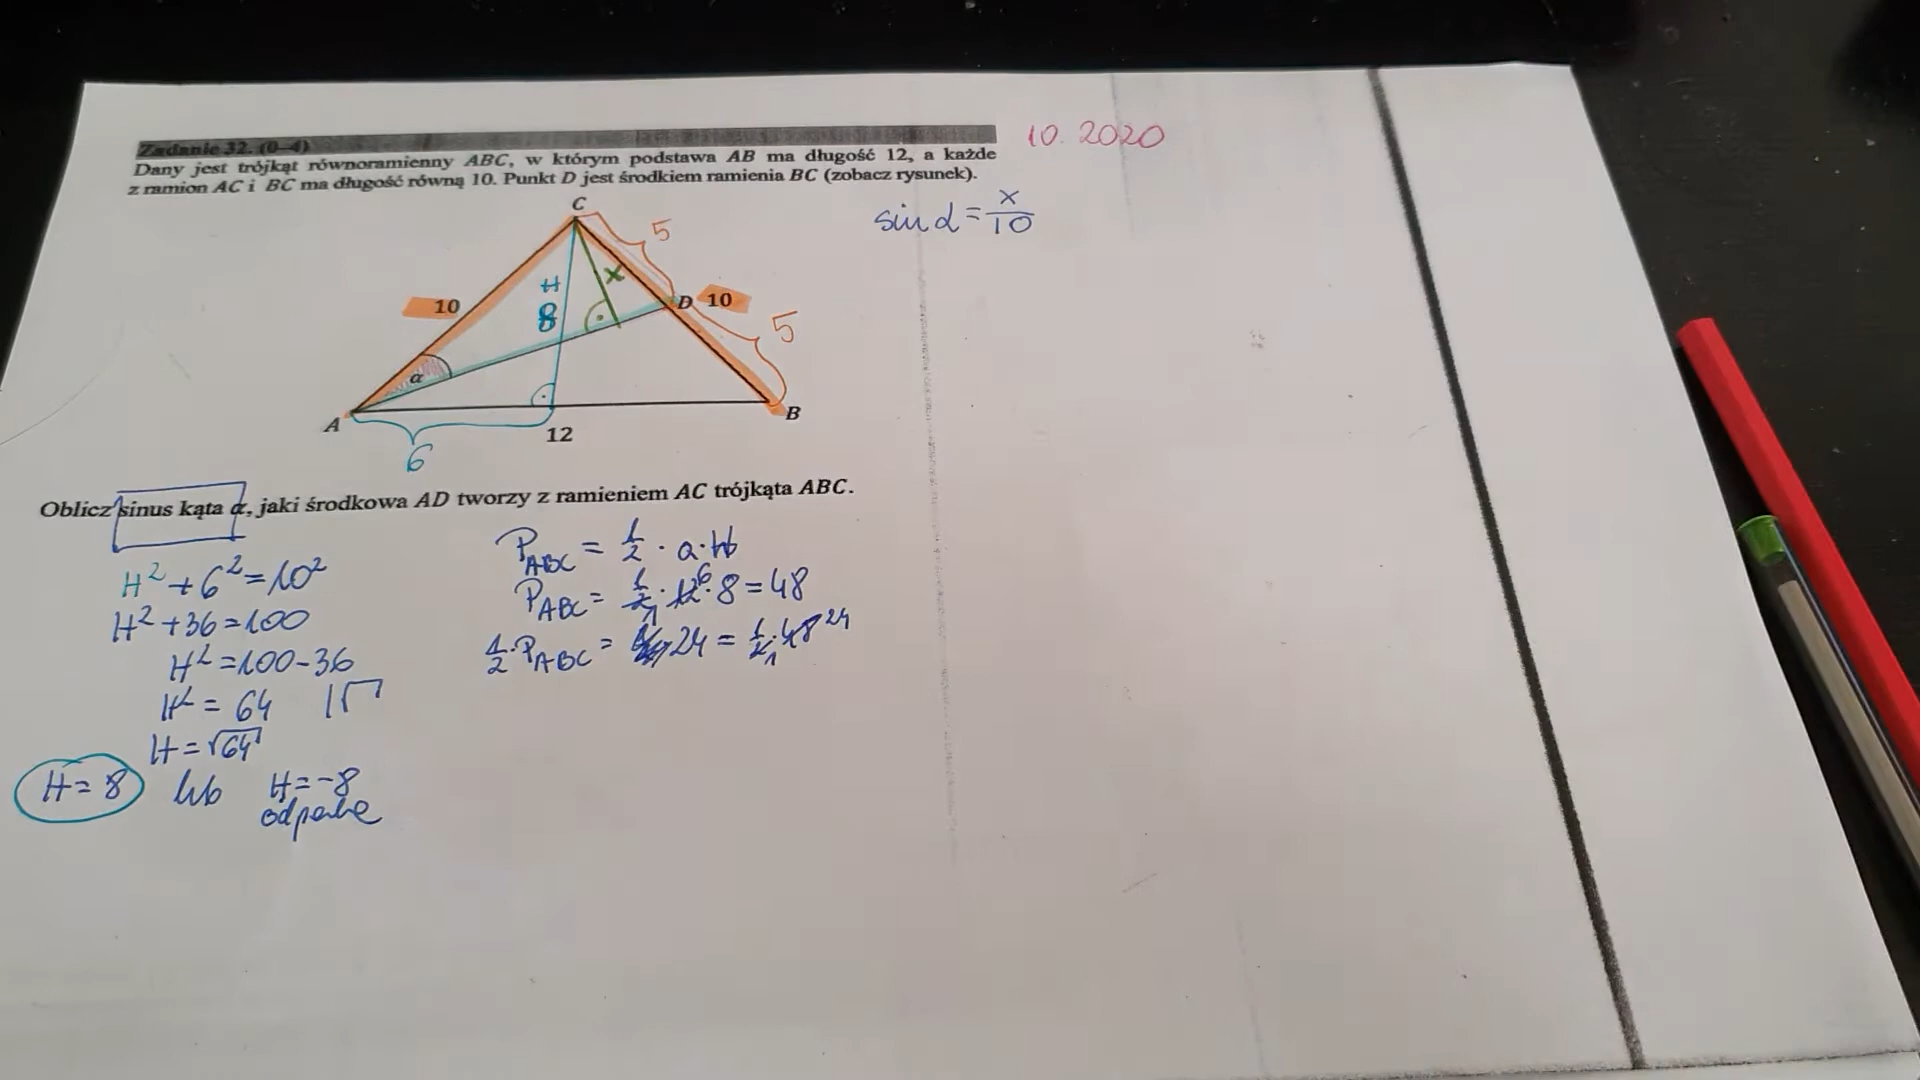 Zadanie 32. (0–4)
10.2020
Dany jest trójkąt równoramienny ABC, w którym podstawa AB ma długość 12, a każde
z ramion AC i BC ma długość równą 10. Punkt D jest środkiem ramienia BC (zobacz rysunek).
sin α = x/10
C
5
10
H
8
x
D 10
5
α
A
B
6
12
Oblicz sinus kąta α, jaki środkowa AD tworzy z ramieniem AC trójkąta ABC.
H² + 6² = 10²
H² + 36 = 100
H² = 100 - 36
H² = 64 |√
H = √64
H = 8 lub H = -8
odpada
P_ABC = 1/2 · a · H
P_ABC = 1/2 · 12 6 · 8 = 48
1/2 · P_ABC = 24 = 1/2 · 48 24